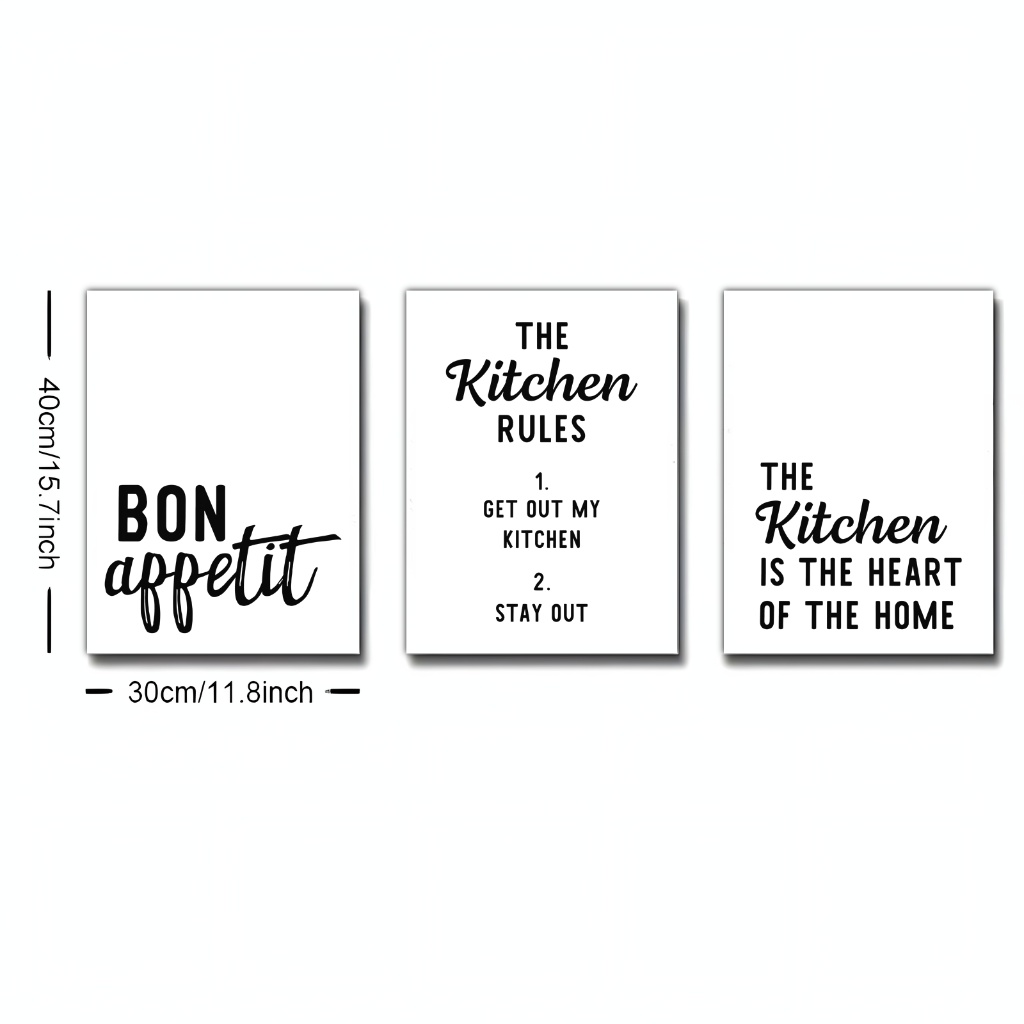 40cm/15.7inch
BON
appetit
30cm/11.8inch
THE
Kitchen
RULES
1.
GET OUT MY
KITCHEN
2.
STAY OUT
THE
Kitchen
IS THE HEART
OF THE HOME